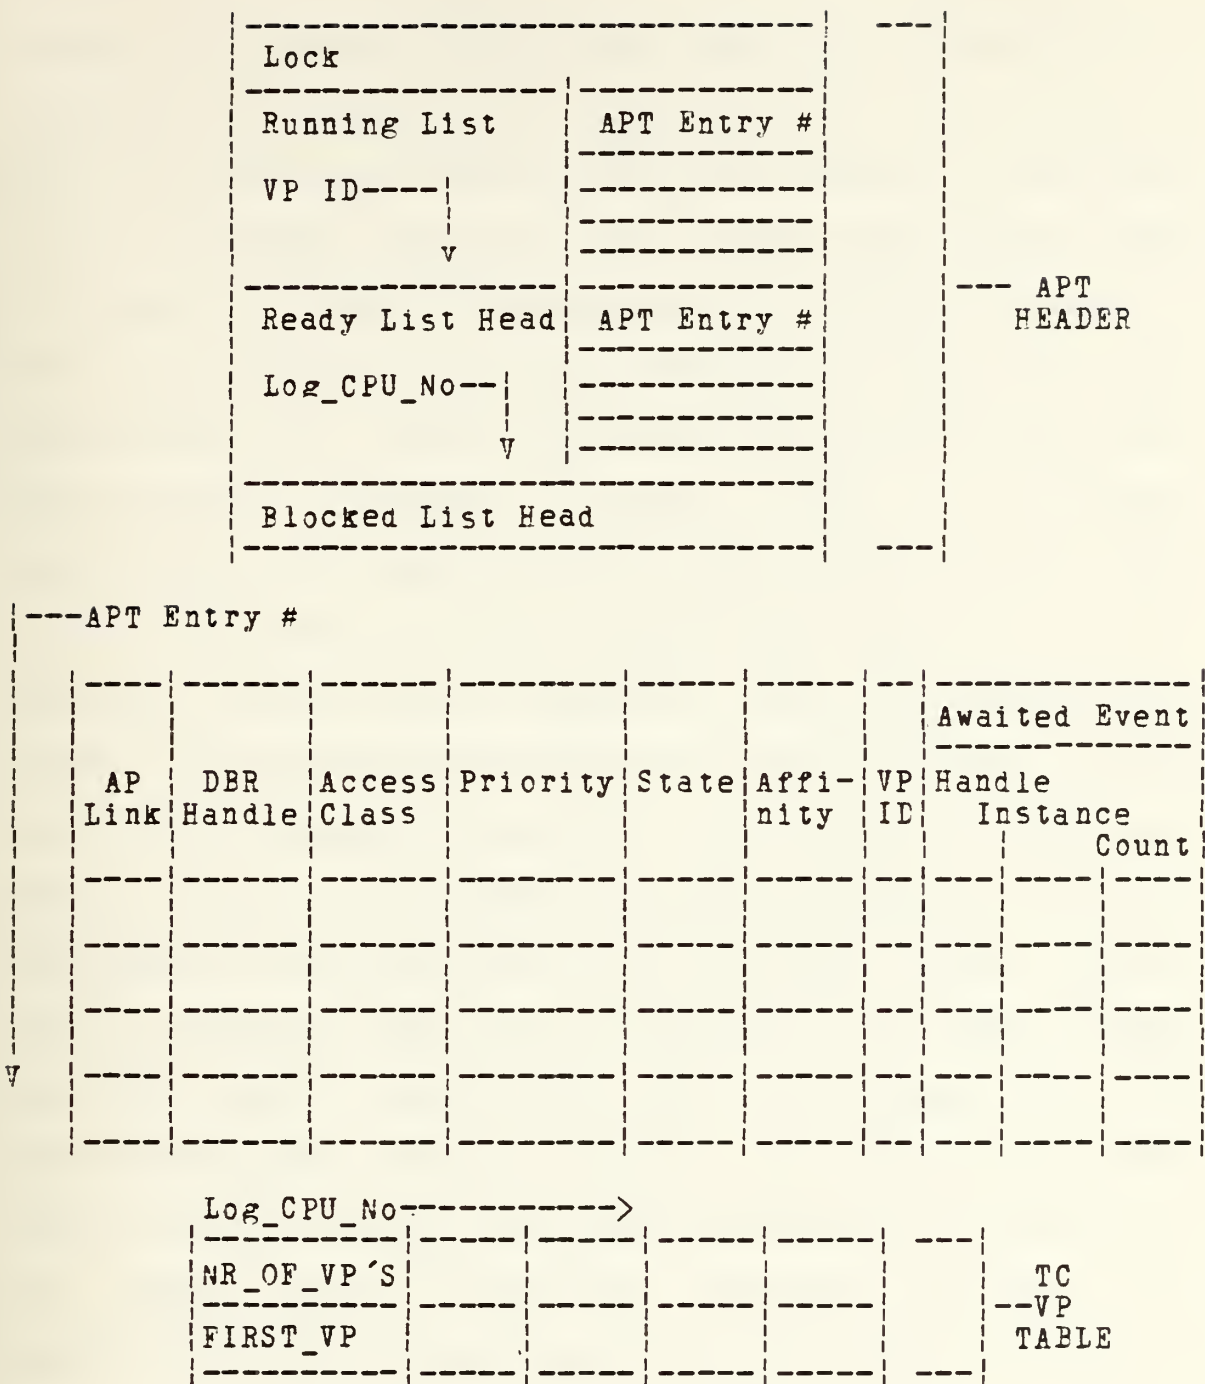 Lock
Running List APT Entry #
VP ID
Ready List Head APT Entry #
Log_CPU_No
Blocked List Head
APT
HEADER
APT Entry #
Awaited Event
AP DBR Access Priority State Affi- VP Handle
Link Handle Class nity ID Instance
Count
Log_CPU_No
NR_OF_VP'S
FIRST_VP
TC
VP
TABLE